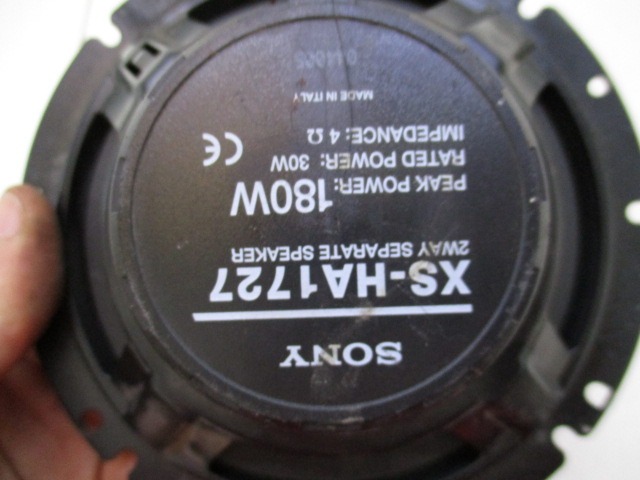 SONY
XS-HA1727
2WAY SEPARATE SPEAKER
PEAK POWER: 180W
RATED POWER: 30W
IMPEDANCE: 4 Ω
CE
MADE IN ITALY